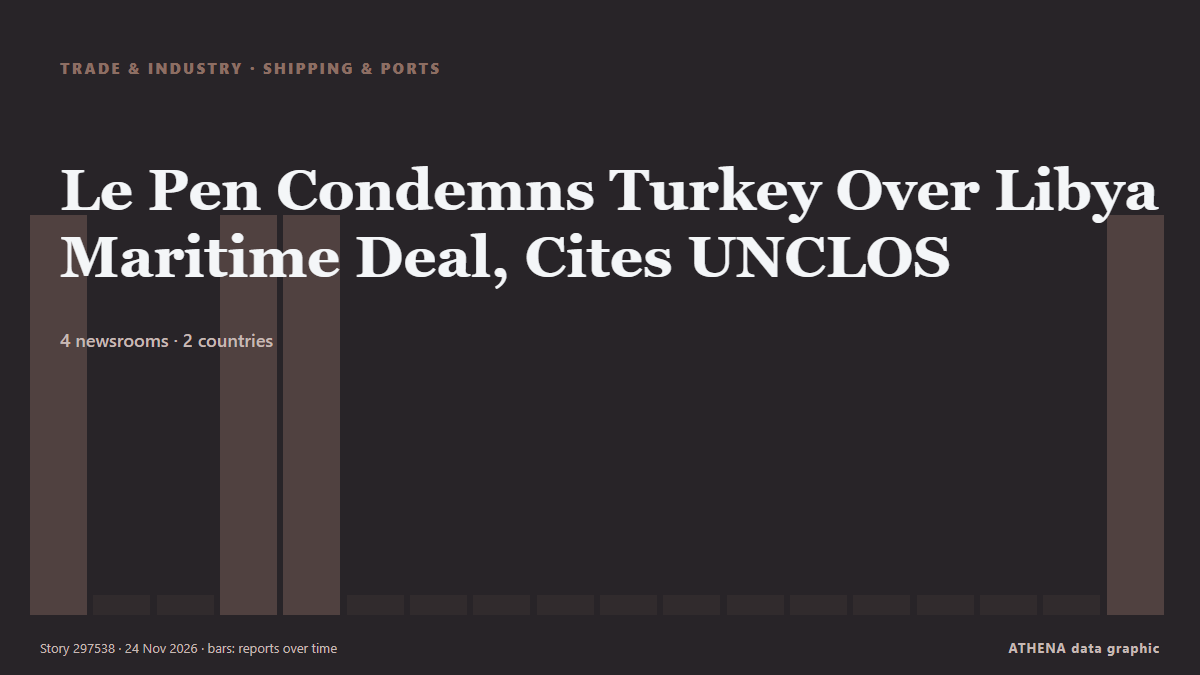 TRADE & INDUSTRY · SHIPPING & PORTS
Le Pen Condemns Turkey Over Libya
Maritime Deal, Cites UNCLOS
4 newsrooms · 2 countries
Story 297538 · 24 Nov 2026 · bars: reports over time
ATHENA data graphic